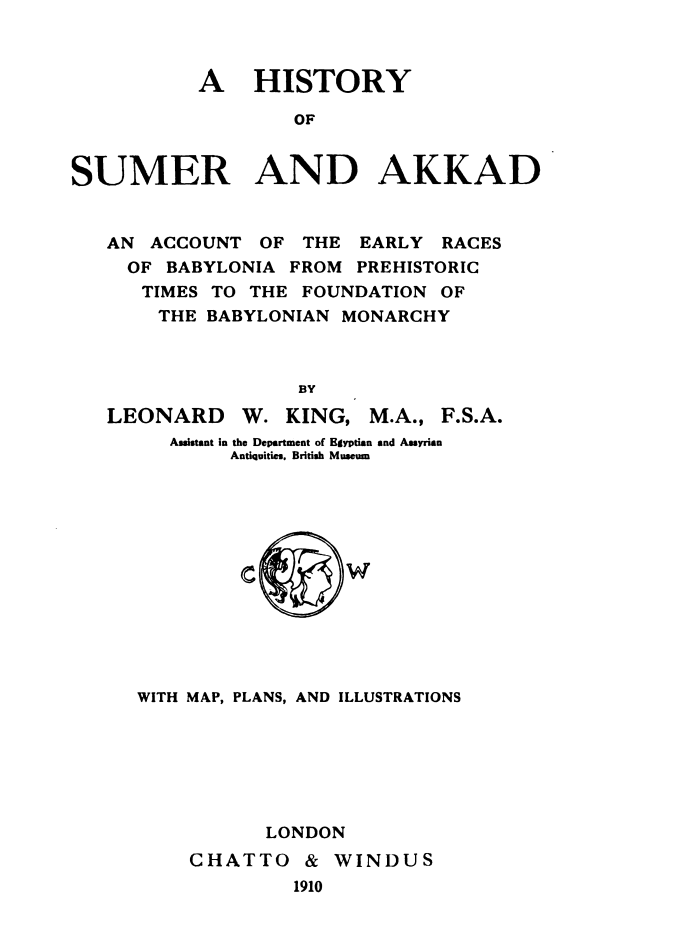 A HISTORY
OF
SUMER AND AKKAD
AN ACCOUNT OF THE EARLY RACES
OF BABYLONIA FROM PREHISTORIC
TIMES TO THE FOUNDATION OF
THE BABYLONIAN MONARCHY
BY
LEONARD W. KING, M.A., F.S.A.
Assistant in the Department of Egyptian and Assyrian
Antiquities, British Museum
C W
WITH MAP, PLANS, AND ILLUSTRATIONS
LONDON
CHATTO & WINDUS
1910